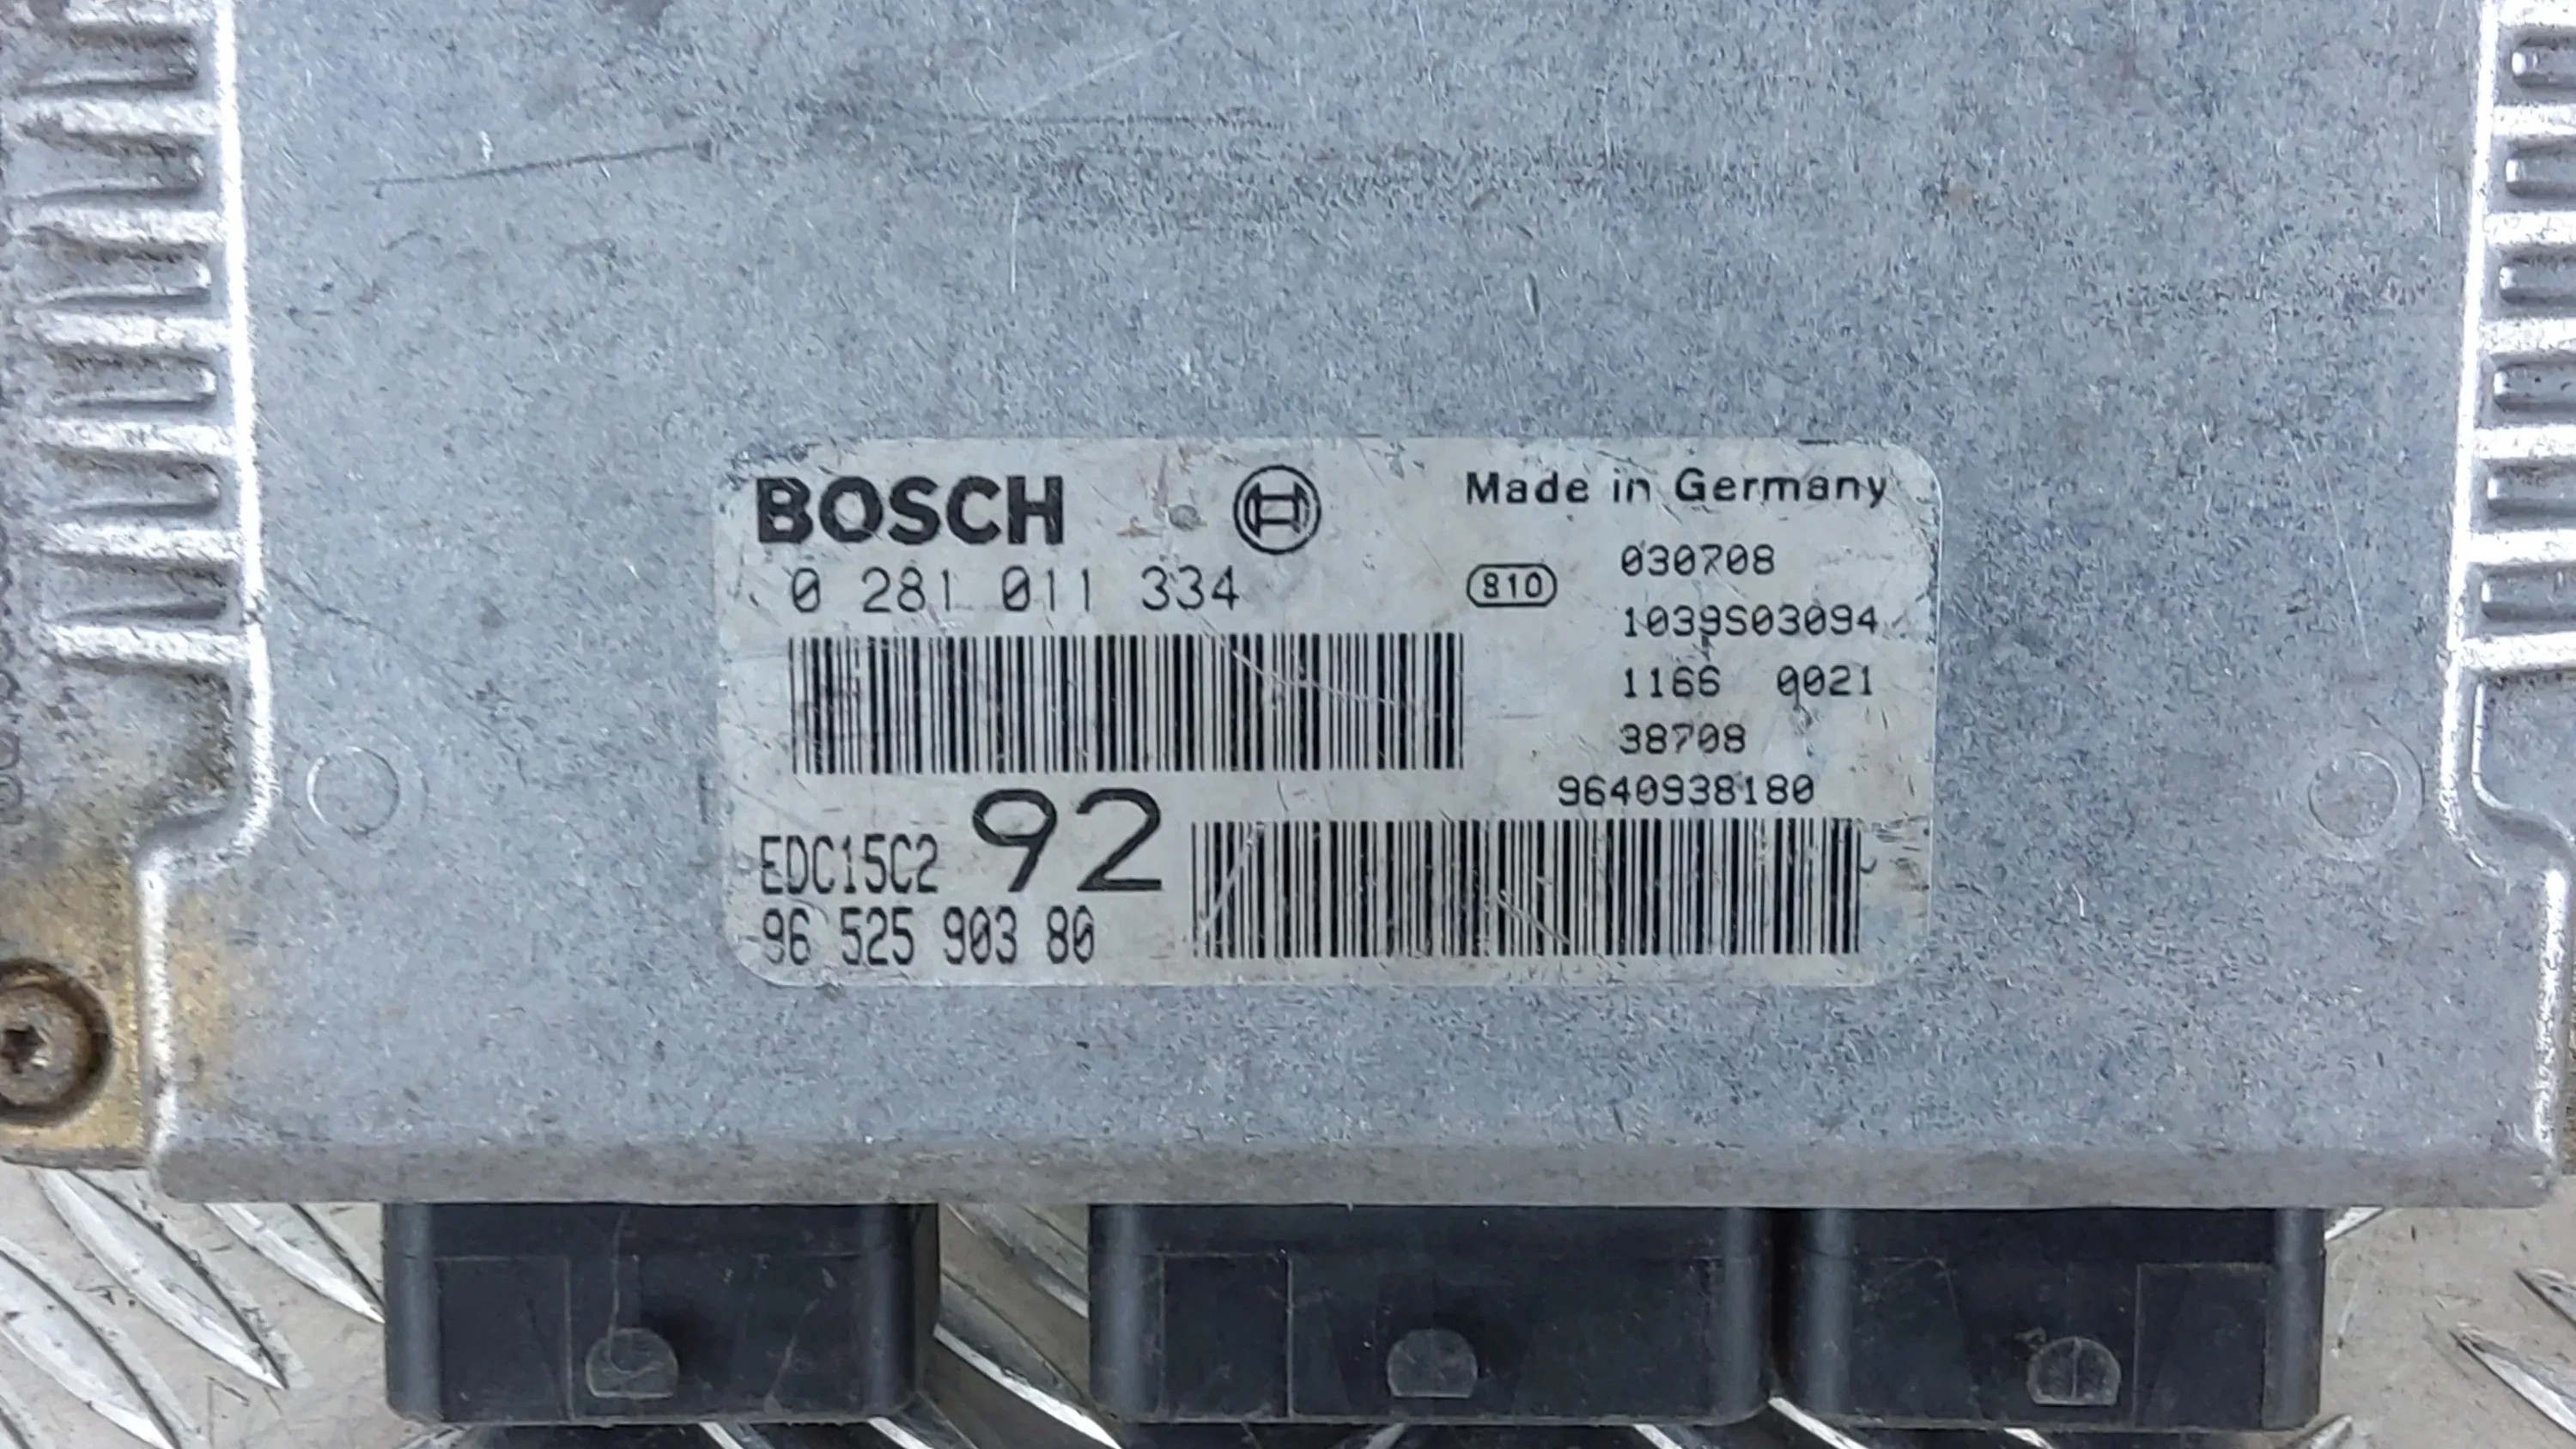 BOSCH
Made in Germany
0 281 011 334
810
030708
1039S03094
1166 0021
38708
9640938180
EDC15C2 92
96 525 903 80